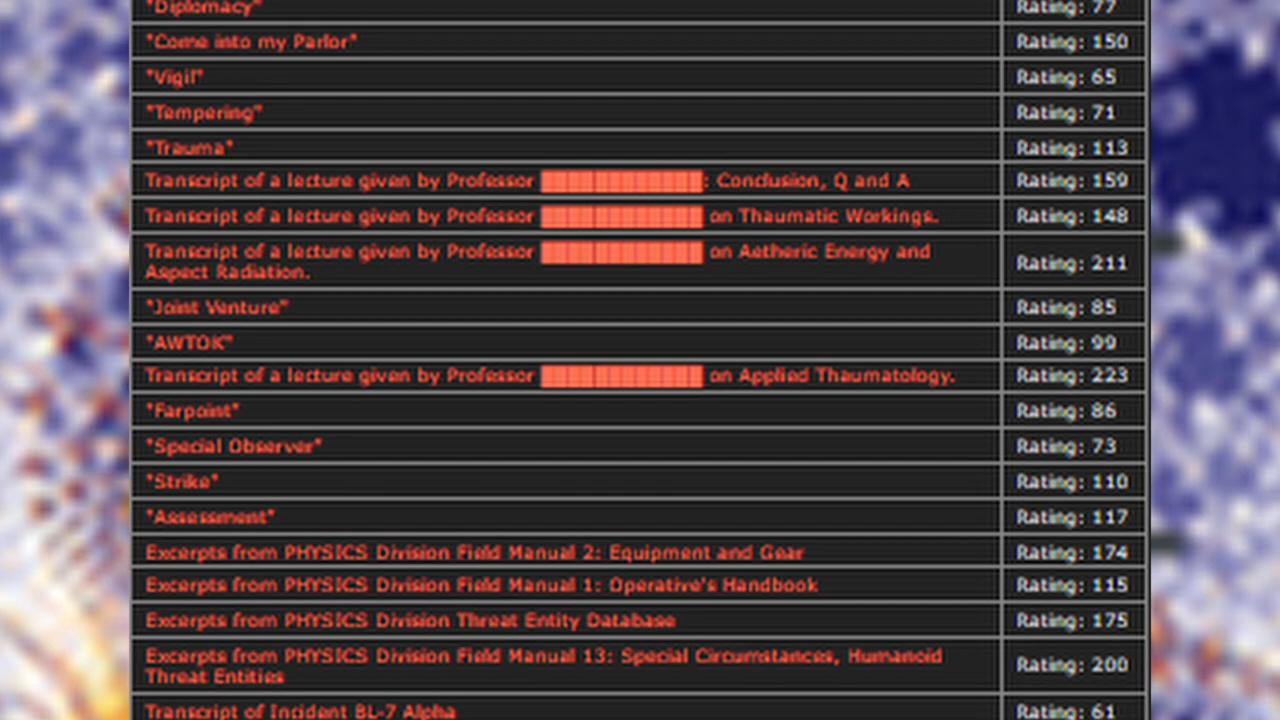 "Diplomacy" Rating: 77
"Come into my Parlor" Rating: 150
"Vigil" Rating: 65
"Tempering" Rating: 71
"Trauma" Rating: 113
Transcript of a lecture given by Professor ████████████: Conclusion, Q and A Rating: 159
Transcript of a lecture given by Professor ████████████ on Thaumatic Workings. Rating: 148
Transcript of a lecture given by Professor ████████████ on Aetheric Energy and
Aspect Radiation. Rating: 211
"Joint Venture" Rating: 85
"AWTOK" Rating: 99
Transcript of a lecture given by Professor ████████████ on Applied Thaumatology. Rating: 223
"Farpoint" Rating: 86
"Special Observer" Rating: 73
"Strike" Rating: 110
"Assessment" Rating: 117
Excerpts from PHYSICS Division Field Manual 2: Equipment and Gear Rating: 174
Excerpts from PHYSICS Division Field Manual 1: Operative's Handbook Rating: 115
Excerpts from PHYSICS Division Threat Entity Database Rating: 175
Excerpts from PHYSICS Division Field Manual 13: Special Circumstances, Humanoid
Threat Entities Rating: 200
Transcript of Incident BL-7 Alpha Rating: 61